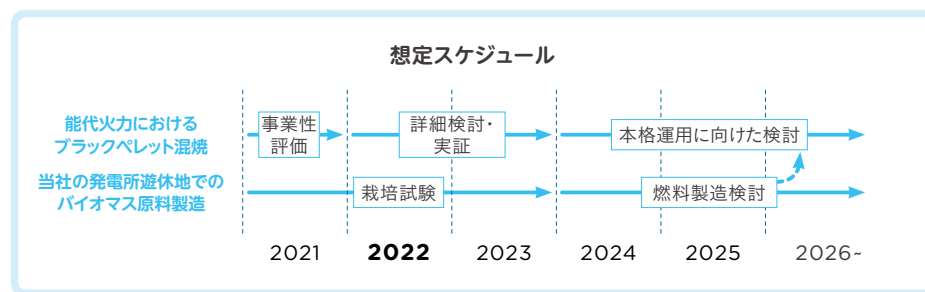 想定スケジュール
能代火力における
ブラックペレット混焼
事業性
評価
詳細検討・
実証
本格運用に向けた検討
当社の発電所遊休地での
バイオマス原料製造
栽培試験
燃料製造検討
2021
2022
2023
2024
2025
2026~